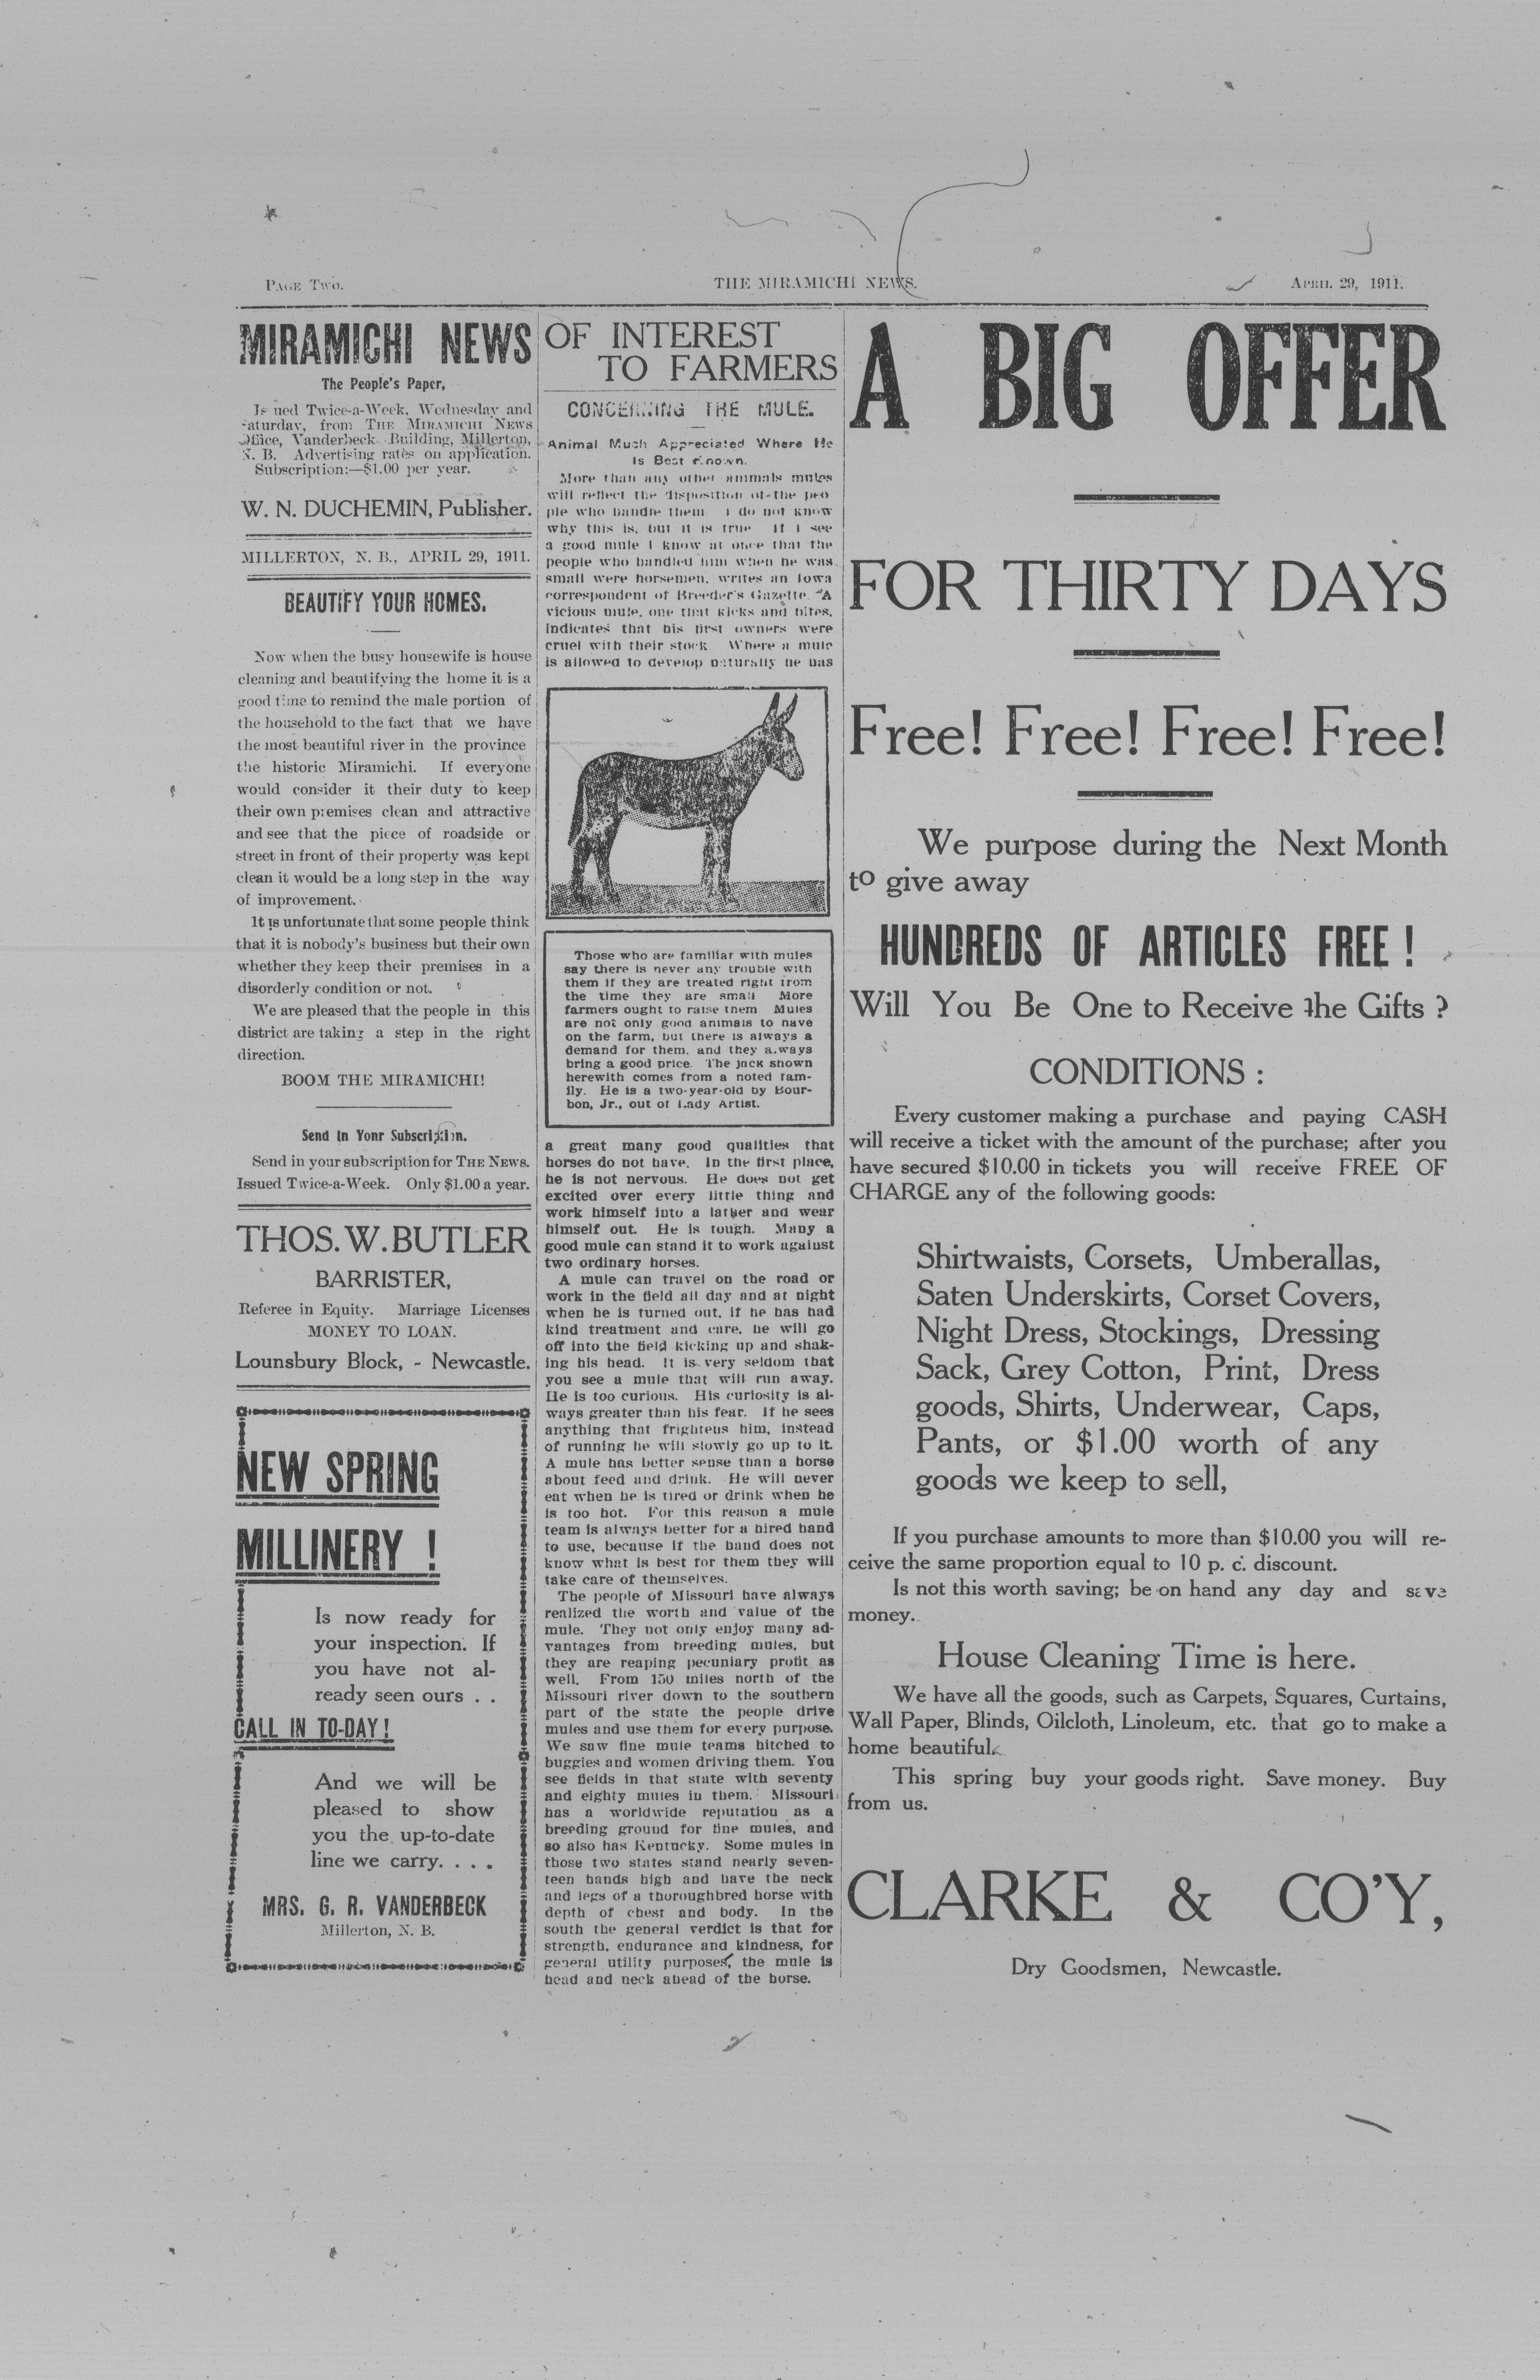 PAGE TWO.
THE MIRAMICHI NEWS.
APRIL 29, 1911.
MIRAMICHI NEWS
The People's Paper,
Is ued Twice-a-Week, Wednesday and
aturday, from THE MIRAMICHI NEWS
Office, Vanderbeck Building, Millerton,
N. B. Advertising rates on application.
Subscription:—$1.00 per year.
W. N. DUCHEMIN, Publisher.
MILLERTON, N. B., APRIL 29, 1911.
BEAUTIFY YOUR HOMES.
Now when the busy housewife is house
cleaning and beautifying the home it is a
good time to remind the male portion of
the household to the fact that we have
the most beautiful river in the province
the historic Miramichi. If everyone
would consider it their duty to keep
their own premises clean and attractive
and see that the piece of roadside or
street in front of their property was kept
clean it would be a long step in the way
of improvement.
It is unfortunate that some people think
that it is nobody's business but their own
whether they keep their premises in a
disorderly condition or not.
We are pleased that the people in this
district are taking a step in the right
direction.
BOOM THE MIRAMICHI!
Send In Yonr Subscription.
Send in your subscription for THE NEWS.
Issued Twice-a-Week. Only $1.00 a year.
THOS. W. BUTLER
BARRISTER,
Referee in Equity. Marriage Licenses
MONEY TO LOAN.
Lounsbury Block, - Newcastle.
NEW SPRING
MILLINERY !
Is now ready for
your inspection. If
you have not al-
ready seen ours . .
CALL IN TO-DAY!
And we will be
pleased to show
you the up-to-date
line we carry. . . .
MRS. G. R. VANDERBECK
Millerton, N. B.
OF INTEREST
TO FARMERS
CONCERNING THE MULE.
Animal Much Appreciated Where He
Is Best Known.
More than any other animals mules
will reflect the disposition of the peo
ple who handle them. I do not know
why this is, but it is true. If I see
a good mule I know at once that the
people who handled him when he was
small were horsemen, writes an Iowa
correspondent of Breeder's Gazette. A
vicious mule, one that kicks and bites,
indicates that his first owners were
cruel with their stock. Where a mule
is allowed to develop naturally he has
Those who are familiar with mules
say there is never any trouble with
them if they are treated right from
the time they are small. More
farmers ought to raise them. Mules
are not only good animals to have
on the farm, but there is always a
demand for them, and they always
bring a good price. The jack shown
herewith comes from a noted fam-
ily. He is a two-year-old by Bour-
bon, Jr., out of Lady Artist.
a great many good qualities that
horses do not have. In the first place,
he is not nervous. He does not get
excited over every little thing and
work himself into a lather and wear
himself out. He is tough. Many a
good mule can stand it to work against
two ordinary horses.
A mule can travel on the road or
work in the field all day and at night
when he is turned out, if he has had
kind treatment and care, he will go
off into the field kicking up and shak-
ing his head. It is very seldom that
you see a mule that will run away.
He is too curious. His curiosity is al-
ways greater than his fear. If he sees
anything that frightens him, instead
of running he will slowly go up to it.
A mule has better sense than a horse
about feed and drink. He will never
eat when he is tired or drink when he
is too hot. For this reason a mule
team is always better for a hired hand
to use, because if the hand does not
know what is best for them they will
take care of themselves.
The people of Missouri have always
realized the worth and value of the
mule. They not only enjoy many ad-
vantages from breeding mules, but
they are reaping pecuniary profit as
well. From 150 miles north of the
Missouri river down to the southern
part of the state the people drive
mules and use them for every purpose.
We saw fine mule teams hitched to
buggies and women driving them. You
see fields in that state with seventy
and eighty mules in them. Missouri
has a worldwide reputation as a
breeding ground for fine mules, and
so also has Kentucky. Some mules in
those two states stand nearly seven-
teen hands high and have the neck
and legs of a thoroughbred horse with
depth of chest and body. In the
south the general verdict is that for
strength, endurance and kindness, for
general utility purposes, the mule is
head and neck ahead of the horse.
A BIG OFFER
FOR THIRTY DAYS
Free! Free! Free! Free!
We purpose during the Next Month
to give away
HUNDREDS OF ARTICLES FREE !
Will You Be One to Receive the Gifts ?
CONDITIONS :
Every customer making a purchase and paying CASH
will receive a ticket with the amount of the purchase; after you
have secured $10.00 in tickets you will receive FREE OF
CHARGE any of the following goods:
Shirtwaists, Corsets, Umberallas,
Saten Underskirts, Corset Covers,
Night Dress, Stockings, Dressing
Sack, Grey Cotton, Print, Dress
goods, Shirts, Underwear, Caps,
Pants, or $1.00 worth of any
goods we keep to sell,
If you purchase amounts to more than $10.00 you will re-
ceive the same proportion equal to 10 p. c. discount.
Is not this worth saving; be on hand any day and save
money.
House Cleaning Time is here.
We have all the goods, such as Carpets, Squares, Curtains,
Wall Paper, Blinds, Oilcloth, Linoleum, etc. that go to make a
home beautiful.
This spring buy your goods right. Save money. Buy
from us.
CLARKE & CO'Y,
Dry Goodsmen, Newcastle.